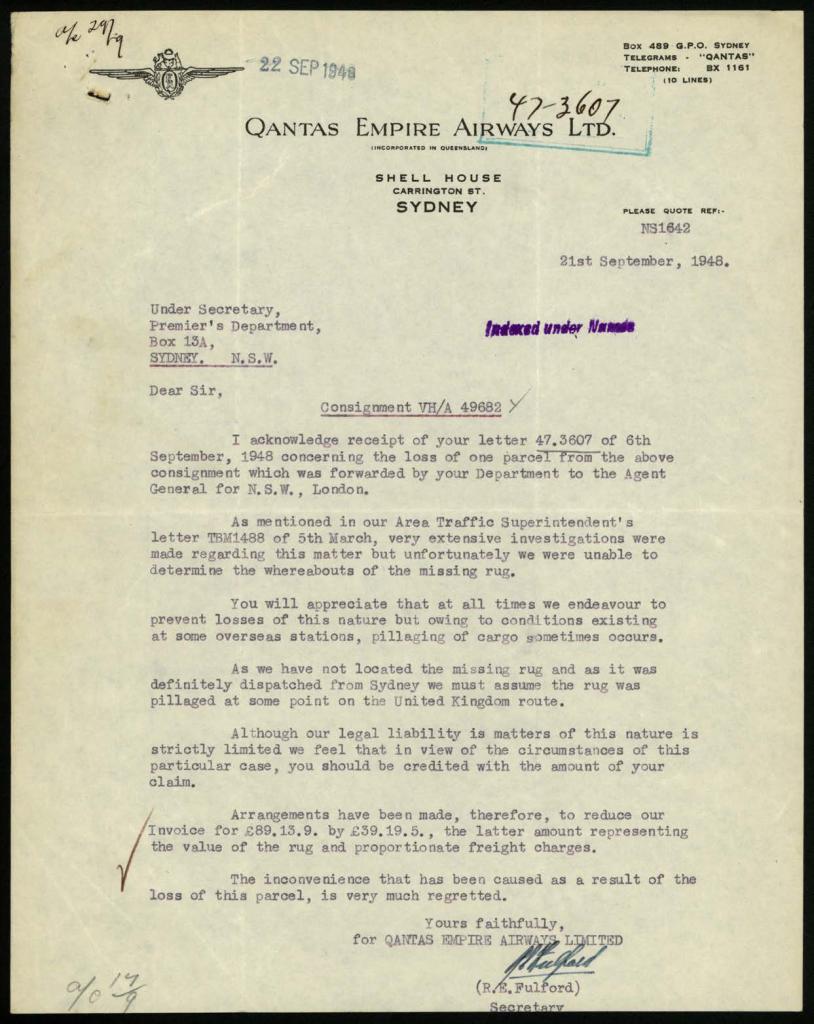 22 SEP 1948
BOX 489 G.P.O. SYDNEY
TELEGRAMS - "QANTAS"
TELEPHONE: BX 1161
(10 LINES)
47-3607
QANTAS EMPIRE AIRWAYS LTD.
(INCORPORATED IN QUEENSLAND)
SHELL HOUSE
CARRINGTON ST.
SYDNEY
PLEASE QUOTE REF:-
NS1642
21st September, 1948.
Under Secretary,
Premier's Department,
Box 13A,
SYDNEY. N.S.W.
Indexed under Names
Dear Sir,
Consignment VH/A 49682
I acknowledge receipt of your letter 47.3607 of 6th
September, 1948 concerning the loss of one parcel from the above
consignment which was forwarded by your Department to the Agent
General for N.S.W., London.
As mentioned in our Area Traffic Superintendent's
letter TBM1488 of 5th March, very extensive investigations were
made regarding this matter but unfortunately we were unable to
determine the whereabouts of the missing rug.
You will appreciate that at all times we endeavour to
prevent losses of this nature but owing to conditions existing
at some overseas stations, pillaging of cargo sometimes occurs.
As we have not located the missing rug and as it was
definitely dispatched from Sydney we must assume the rug was
pillaged at some point on the United Kingdom route.
Although our legal liability is matters of this nature is
strictly limited we feel that in view of the circumstances of this
particular case, you should be credited with the amount of your
claim.
Arrangements have been made, therefore, to reduce our
Invoice for £89.13.9. by £39.19.5., the latter amount representing
the value of the rug and proportionate freight charges.
The inconvenience that has been caused as a result of the
loss of this parcel, is very much regretted.
Yours faithfully,
for QANTAS EMPIRE AIRWAYS LIMITED
(R.E.Fulford)
Secretary